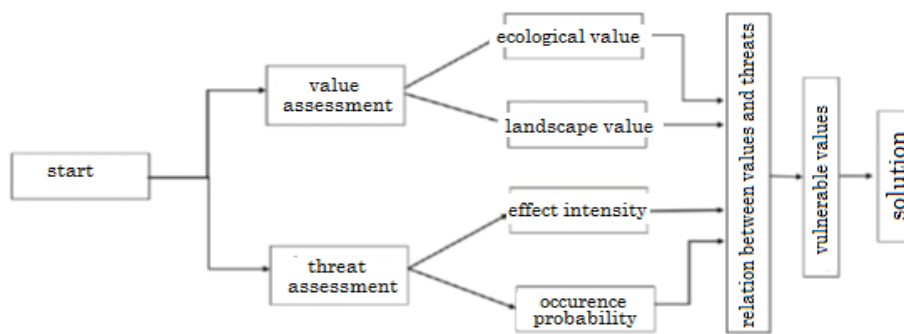 start
value
assessment
threat
assessment
ecological value
landscape value
effect intensity
occurence
probability
relation between values and threats
vulnerable values
solution